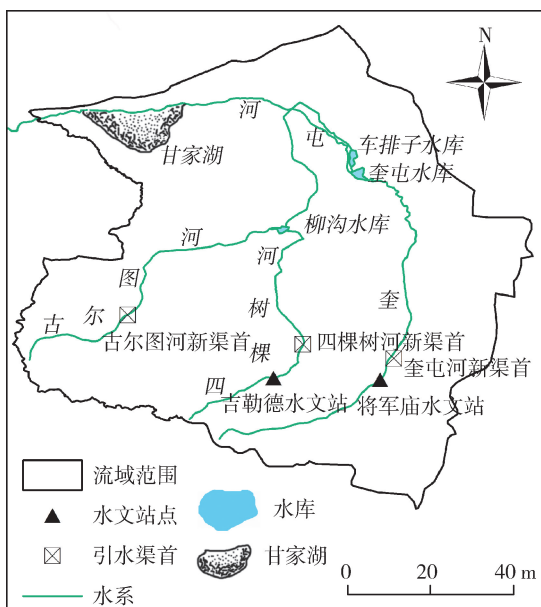 N
河
屯
车排子水库
奎屯水库
甘家湖
河
柳沟水库
河
图
奎
树
古
尔
古尔图河新渠首
棵
四棵树河新渠首
奎屯河新渠首
四
吉勒德水文站
将军庙水文站
流域范围
水文站点
水库
引水渠首
甘家湖
水系
0
20
40 m